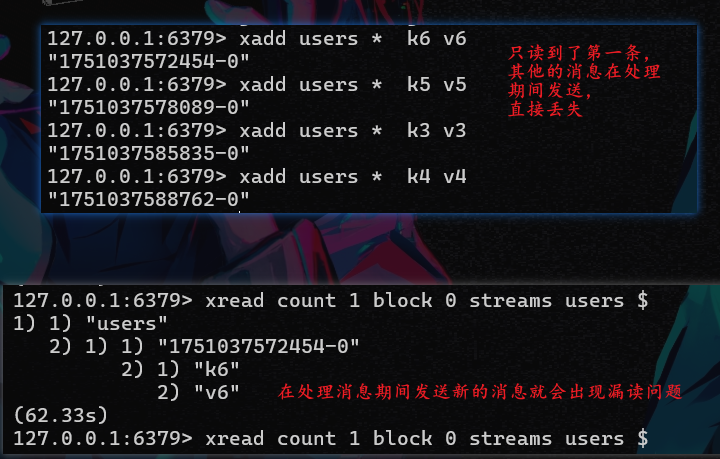 127.0.0.1:6379> xadd users *  k6 v6
"1751037572454-0"
127.0.0.1:6379> xadd users *  k5 v5
"1751037578089-0"
127.0.0.1:6379> xadd users *  k3 v3
"1751037585835-0"
127.0.0.1:6379> xadd users *  k4 v4
"1751037588762-0"
只读到了第一条，
其他的消息在处理
期间发送，
直接丢失
127.0.0.1:6379> xread count 1 block 0 streams users $
1) 1) "users"
   2) 1) 1) "1751037572454-0"
         2) 1) "k6"
            2) "v6"
在处理消息期间发送新的消息就会出现漏读问题
(62.33s)
127.0.0.1:6379> xread count 1 block 0 streams users $